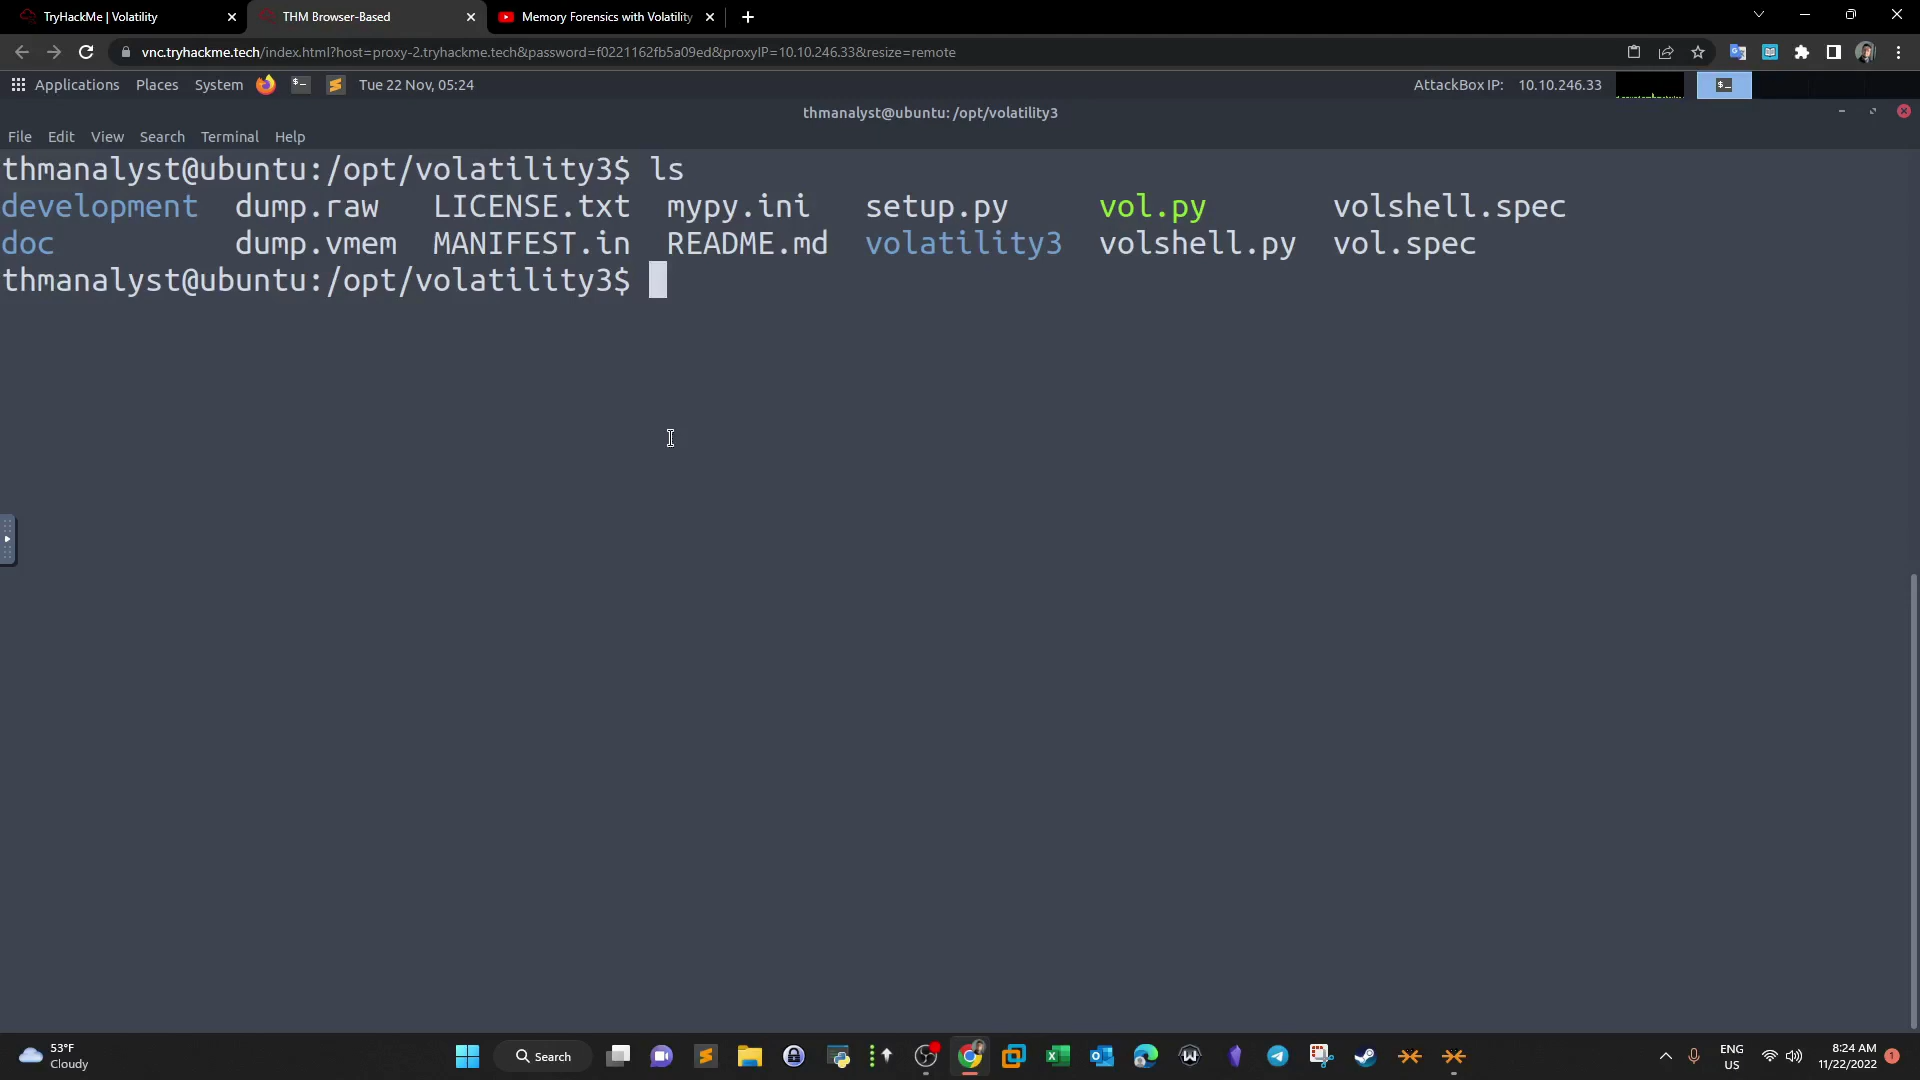 TryHackMe | Volatility
THM Browser-Based
Memory Forensics with Volatility
vnc.tryhackme.tech/index.html?host=proxy-2.tryhackme.tech&password=f0221162fb5a09ed&proxyIP=10.10.246.33&resize=remote
Applications Places System Tue 22 Nov, 05:24 AttackBox IP: 10.10.246.33
thmanalyst@ubuntu: /opt/volatility3
File Edit View Search Terminal Help
thmanalyst@ubuntu:/opt/volatility3$ ls
development dump.raw LICENSE.txt mypy.ini setup.py vol.py volshell.spec
doc dump.vmem MANIFEST.in README.md volatility3 volshell.py vol.spec
thmanalyst@ubuntu:/opt/volatility3$
53°F
Cloudy
Search
ENG
US
8:24 AM
11/22/2022
1